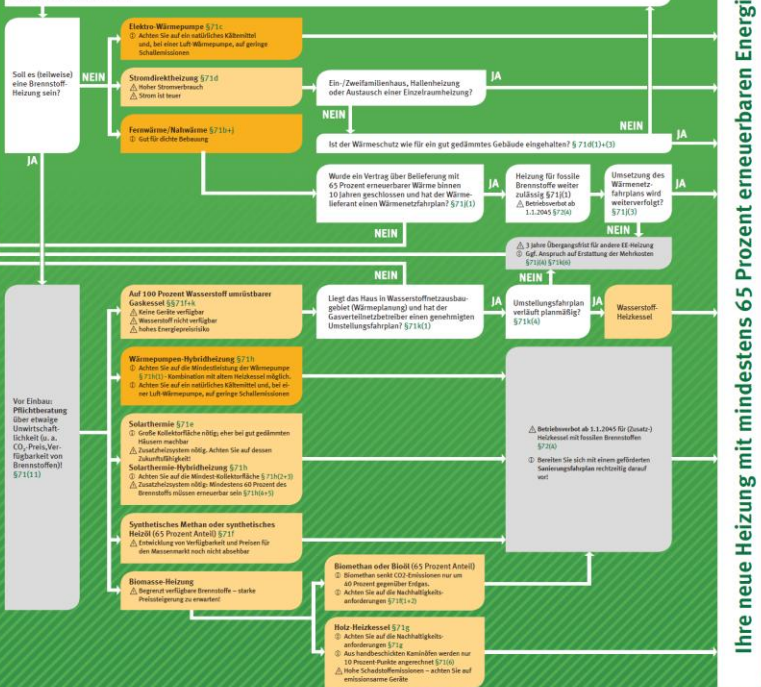 Elektro-Wärmepumpe §71c
① Achten Sie auf ein natürliches Kältemittel
und, bei einer Luft-Wärmepumpe, auf geringe
Schallemissionen
Soll es (teilweise)
eine Brennstoff-
Heizung sein?
NEIN
JA
Stromdirektheizung §71d
⚠ Hoher Stromverbrauch
⚠ Strom ist teuer
Ein-/Zweifamilienhaus, Hallenheizung
oder Austausch einer Einzelraumheizung?
JA
NEIN
Fernwärme/Nahwärme §71b+j
① Gut für dichte Bebauung
Ist der Wärmeschutz wie für ein gut gedämmtes Gebäude eingehalten? § 71d(1)+(3)
NEIN
JA
Wurde ein Vertrag über Belieferung mit
65 Prozent erneuerbarer Wärme binnen
10 Jahren geschlossen und hat der Wärme-
lieferant einen Wärmenetzfahrplan? §71j(1)
JA
NEIN
Heizung für fossile
Brennstoffe weiter
zulässig §71j(1)
⚠ Betriebsverbot ab
1.1.2045 §72(4)
Umsetzung des
Wärmenetz-
fahrplans wird
weiterverfolgt?
§71j(3)
JA
NEIN
⚠ 3 Jahre Übergangsfrist für andere EE-Heizung
① Ggf. Anspruch auf Erstattung der Mehrkosten
§71j(4) §71k(6)
NEIN
NEIN
Auf 100 Prozent Wasserstoff umrüstbarer
Gaskessel §§71f+k
⚠ Keine Geräte verfügbar
⚠ Wasserstoff nicht verfügbar
⚠ hohes Energiepreisrisiko
Liegt das Haus in Wasserstoffnetzausbau-
gebiet (Wärmeplanung) und hat der
Gasverteilnetzbetreiber einen genehmigten
Umstellungsfahrplan? §71k(1)
JA
Umstellungsfahrplan
verläuft planmäßig?
§71k(4)
JA
Wasserstoff-
Heizkessel
Vor Einbau:
Pflichtberatung
über etwaige
Unwirtschaft-
lichkeit (u. a.
CO₂-Preis,Ver-
fügbarkeit von
Brennstoffen)!
§71(11)
Wärmepumpen-Hybridheizung §71h
① Achten Sie auf die Mindestleistung der Wärmepumpe
§71h(1) - Kombination mit altem Heizkessel möglich.
① Achten Sie auf ein natürliches Kältemittel und, bei ei-
ner Luft-Wärmepumpe, auf geringe Schallemissionen
Solarthermie §71e
① Große Kollektorfläche nötig; eher bei gut gedämmten
Häusern machbar
⚠ Zusatzheizsystem nötig. Achten Sie auf dessen
Zukunftsfähigkeit!
Solarthermie-Hybridheizung §71h
① Achten Sie auf die Mindest-Kollektorfläche §71h(2+3)
⚠ Zusatzheizsystem nötig: Mindestens 60 Prozent des
Brennstoffs müssen erneuerbar sein §71h(4+5)
⚠ Betriebsverbot ab 1.1.2045 für (Zusatz-)
Heizkessel mit fossilen Brennstoffen
§72(4)
① Bereiten Sie sich mit einem geförderten
Sanierungsfahrplan rechtzeitig darauf
vor!
Synthetisches Methan oder synthetisches
Heizöl (65 Prozent Anteil) §71f
⚠ Entwicklung von Verfügbarkeit und Preisen für
den Massenmarkt noch nicht absehbar
Biomasse-Heizung
⚠ Begrenzt verfügbare Brennstoffe – starke
Preissteigerung zu erwarten!
Biomethan oder Bioöl (65 Prozent Anteil)
① Biomethan senkt CO2-Emissionen nur um
40 Prozent gegenüber Erdgas.
① Achten Sie auf die Nachhaltigkeits-
anforderungen §71f(1+2)
Holz-Heizkessel §71g
① Achten Sie auf die Nachhaltigkeits-
anforderungen §71g
① Aus handbeschickten Kaminöfen werden nur
10 Prozent-Punkte angerechnet §71(6)
⚠ Hohe Schadstoffemissionen – achten Sie auf
emissionsarme Geräte
Ihre neue Heizung mit mindestens 65 Prozent erneuerbaren Energi